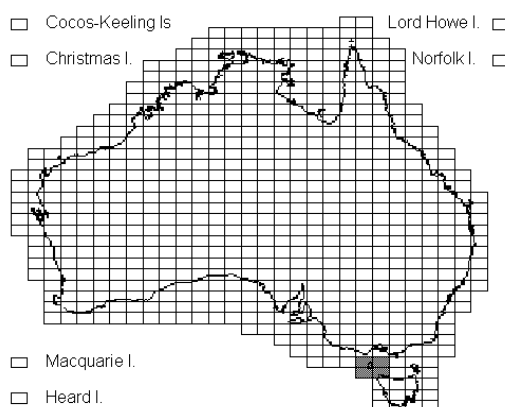 Cocos-Keeling Is
Lord Howe I.
Christmas I.
Norfolk I.
Macquarie I.
Heard I.